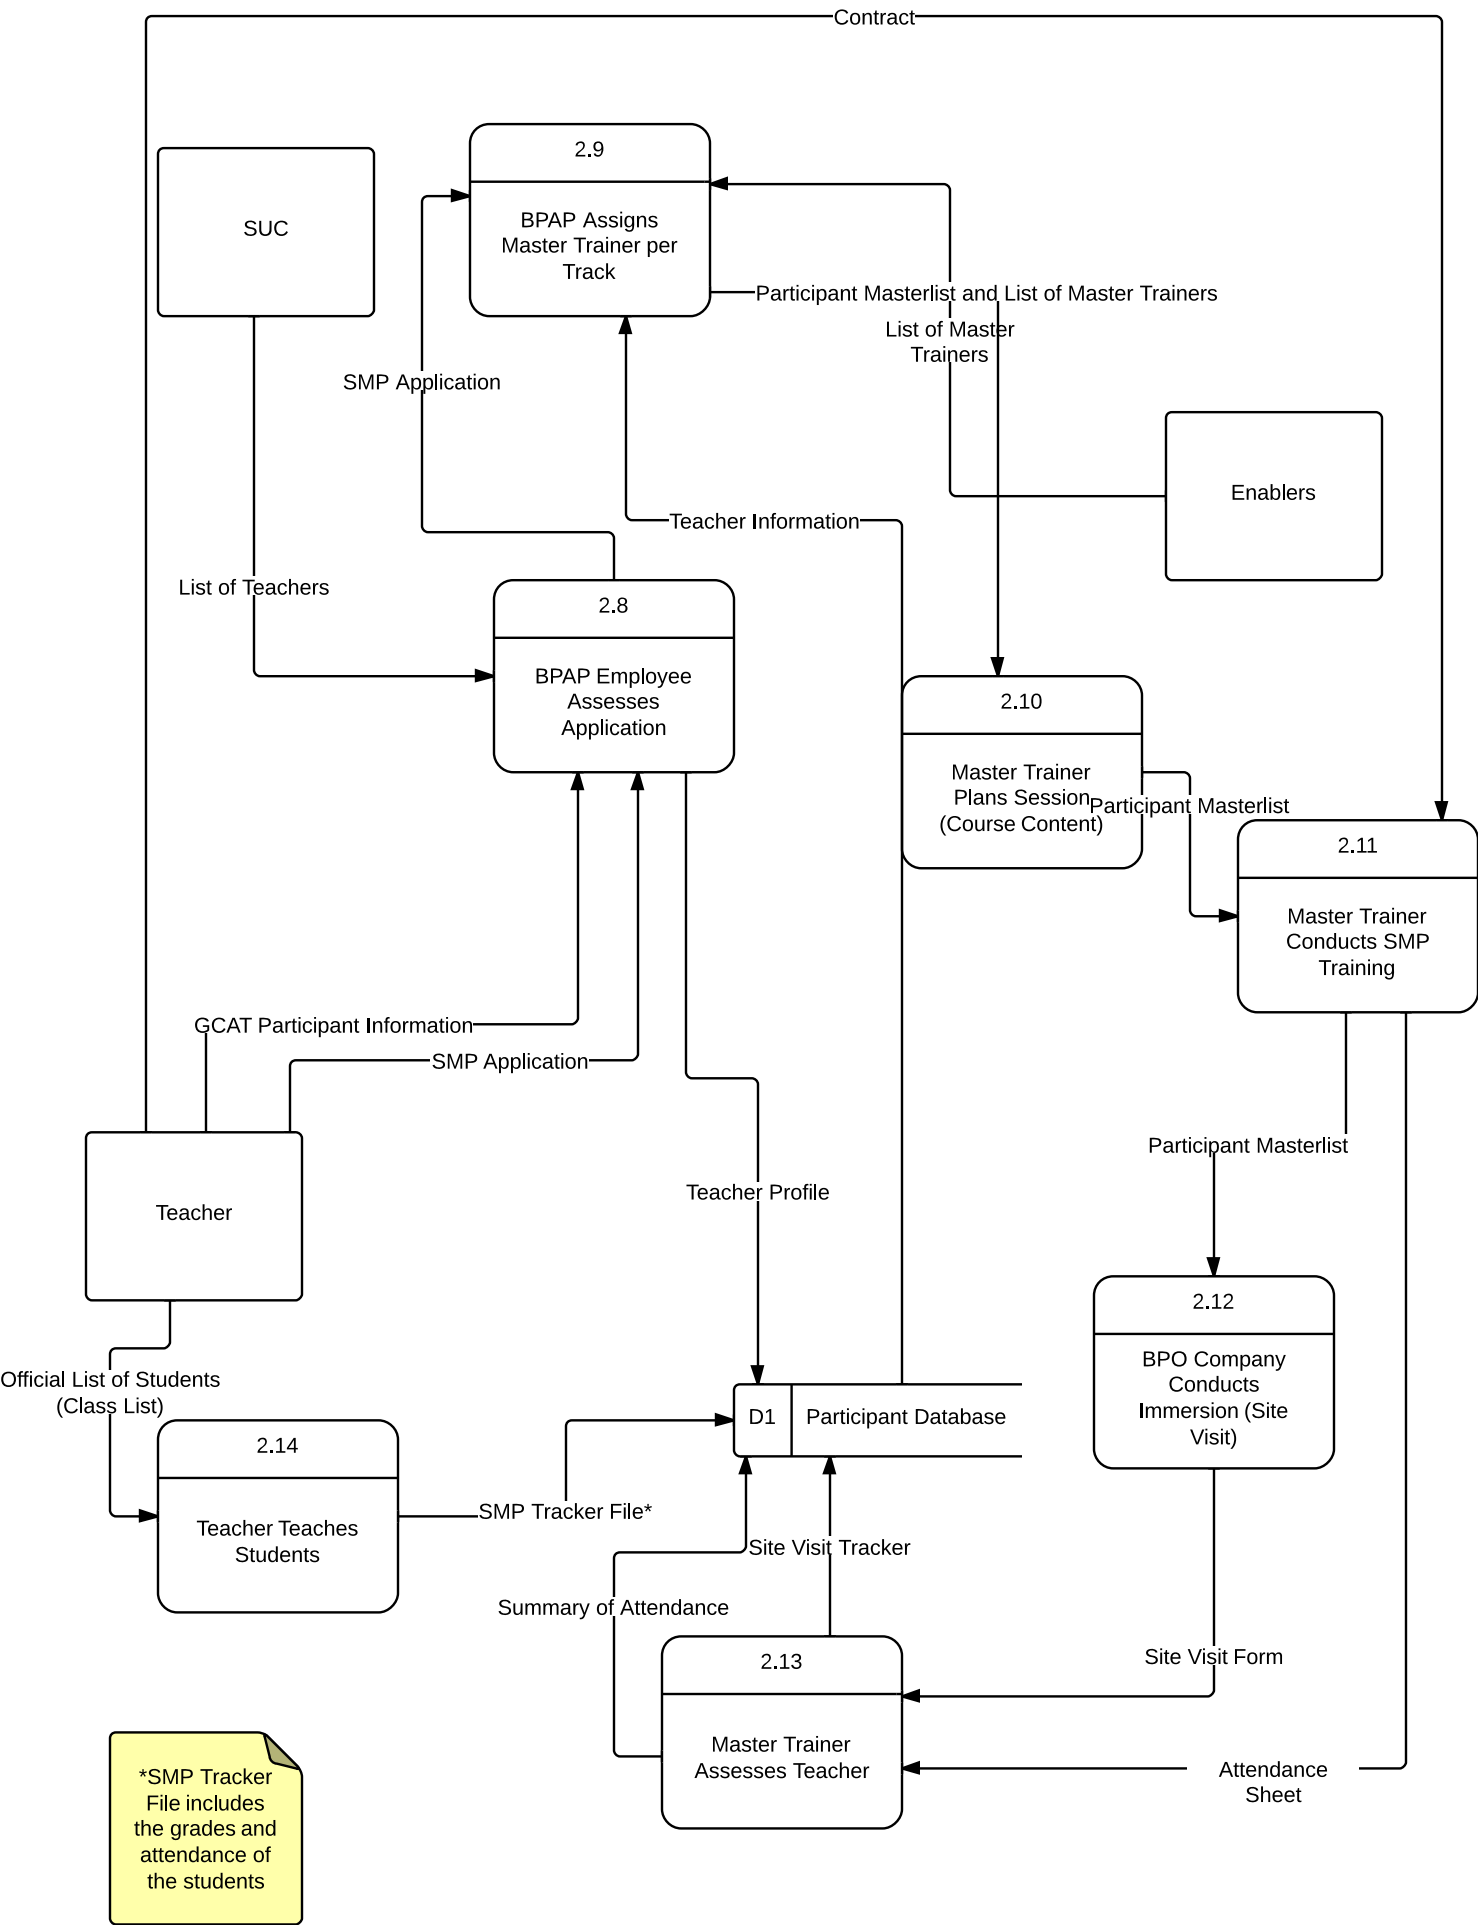 Contract
2.9
BPAP Assigns
Master Trainer per
Track
SUC
Participant Masterlist and List of Master Trainers
List of Master
Trainers
SMP Application
Enablers
Teacher Information
List of Teachers
2.8
BPAP Employee
Assesses
Application
2.10
Master Trainer
Plans Session
(Course Content)
Participant Masterlist
2.11
Master Trainer
Conducts SMP
Training
GCAT Participant Information
SMP Application
Participant Masterlist
Teacher Profile
Teacher
2.12
BPO Company
Conducts
Immersion (Site
Visit)
Official List of Students
(Class List)
D1
Participant Database
2.14
Teacher Teaches
Students
SMP Tracker File*
Site Visit Tracker
Summary of Attendance
Site Visit Form
2.13
Master Trainer
Assesses Teacher
Attendance
Sheet
*SMP Tracker
File includes
the grades and
attendance of
the students